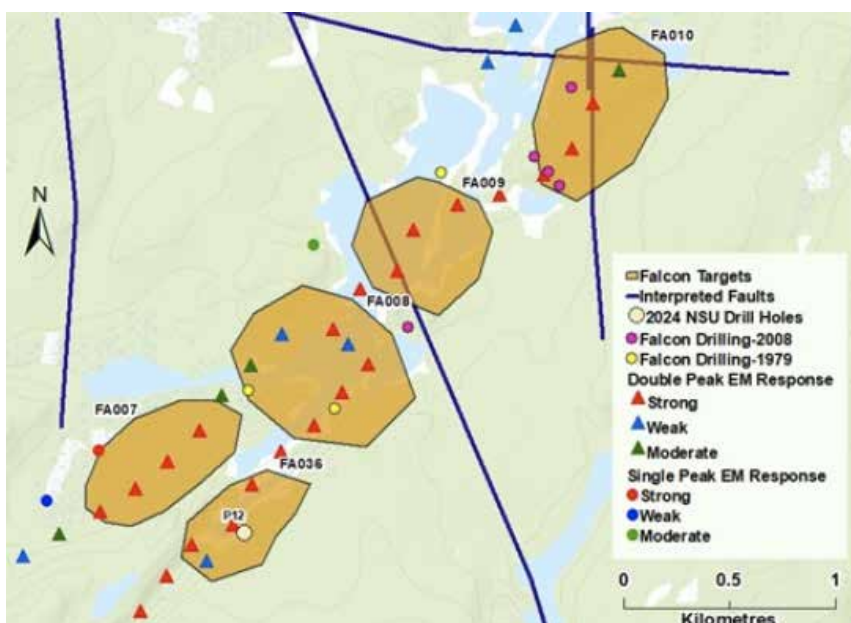 FA010
FA009
N
FA008
FA007
FA036
P12
Falcon Targets
Interpreted Faults
2024 NSU Drill Holes
Falcon Drilling-2008
Falcon Drilling-1979
Double Peak EM Response
Strong
Weak
Moderate
Single Peak EM Response
Strong
Weak
Moderate
0 0.5 1
Kilometres